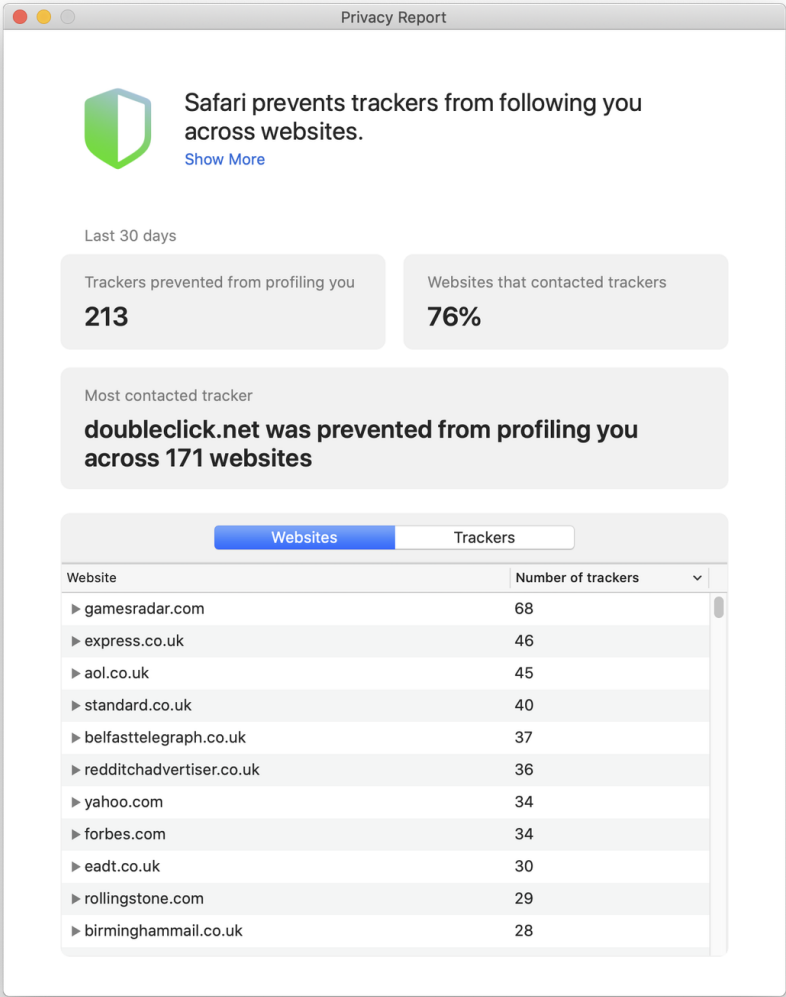 Privacy Report
Safari prevents trackers from following you
across websites.
Show More
Last 30 days
Trackers prevented from profiling you
213
Websites that contacted trackers
76%
Most contacted tracker
doubleclick.net was prevented from profiling you
across 171 websites
Websites Trackers
Website Number of trackers
gamesradar.com 68
express.co.uk 46
aol.co.uk 45
standard.co.uk 40
belfasttelegraph.co.uk 37
redditchadvertiser.co.uk 36
yahoo.com 34
forbes.com 34
eadt.co.uk 30
rollingstone.com 29
birminghammail.co.uk 28